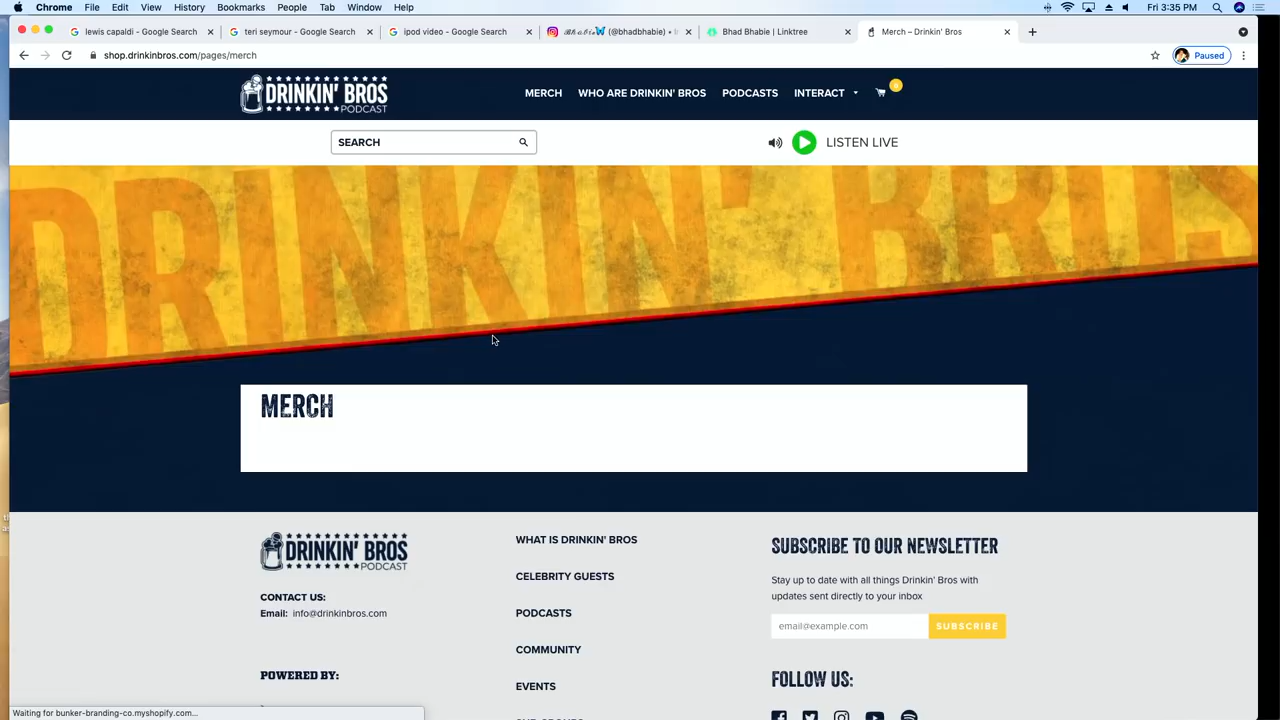 Chrome File Edit View History Bookmarks People Tab Window Help Fri 3:35 PM
lewis capaldi - Google Search teri seymour - Google Search ipod video - Google Search (@bhadbhabie) • Bhad Bhabie | Linktree Merch – Drinkin' Bros
shop.drinkinbros.com/pages/merch Paused
DRINKIN' BROS
PODCAST
MERCH WHO ARE DRINKIN' BROS PODCASTS INTERACT 0
SEARCH LISTEN LIVE
DRINKIN' BROS
MERCH
DRINKIN' BROS
PODCAST
CONTACT US:
Email: info@drinkinbros.com
POWERED BY:
WHAT IS DRINKIN' BROS
CELEBRITY GUESTS
PODCASTS
COMMUNITY
EVENTS
SUBSCRIBE TO OUR NEWSLETTER
Stay up to date with all things Drinkin' Bros with
updates sent directly to your inbox
email@example.com SUBSCRIBE
FOLLOW US:
Waiting for bunker-branding-co.myshopify.com...